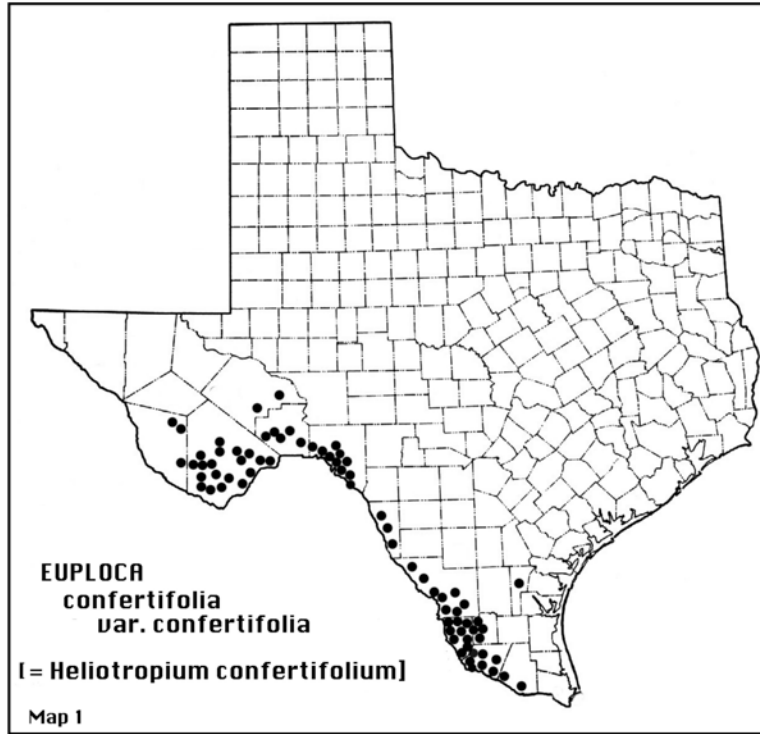 EUPLOCA
confertifolia
var. confertifolia
[= Heliotropium confertifolium]
Map 1